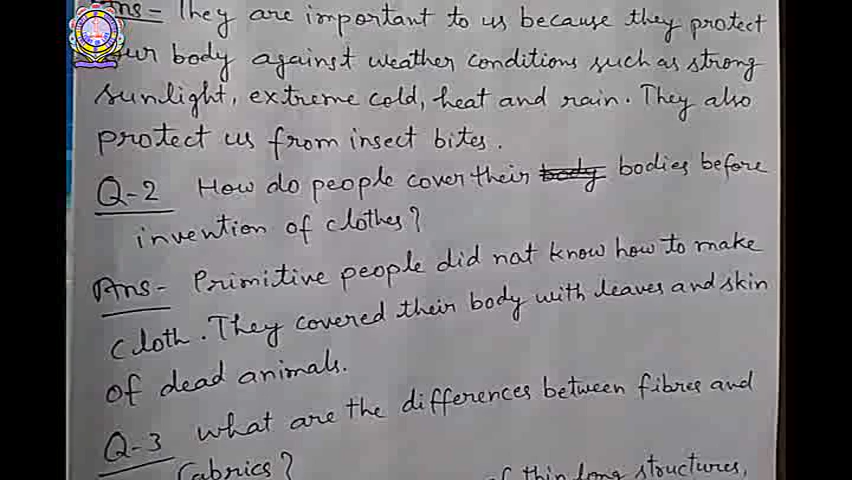 Ans - They are important to us because they protect
our body against weather conditions such as strong
sunlight, extreme cold, heat and rain. They also
protect us from insect bites.
Q-2 How do people cover their body bodies before
invention of clothes?
Ans - Primitive people did not know how to make
cloth. They covered their body with leaves and skin
of dead animals.
Q-3 What are the differences between fibres and
fabrics?
of thin long structures,